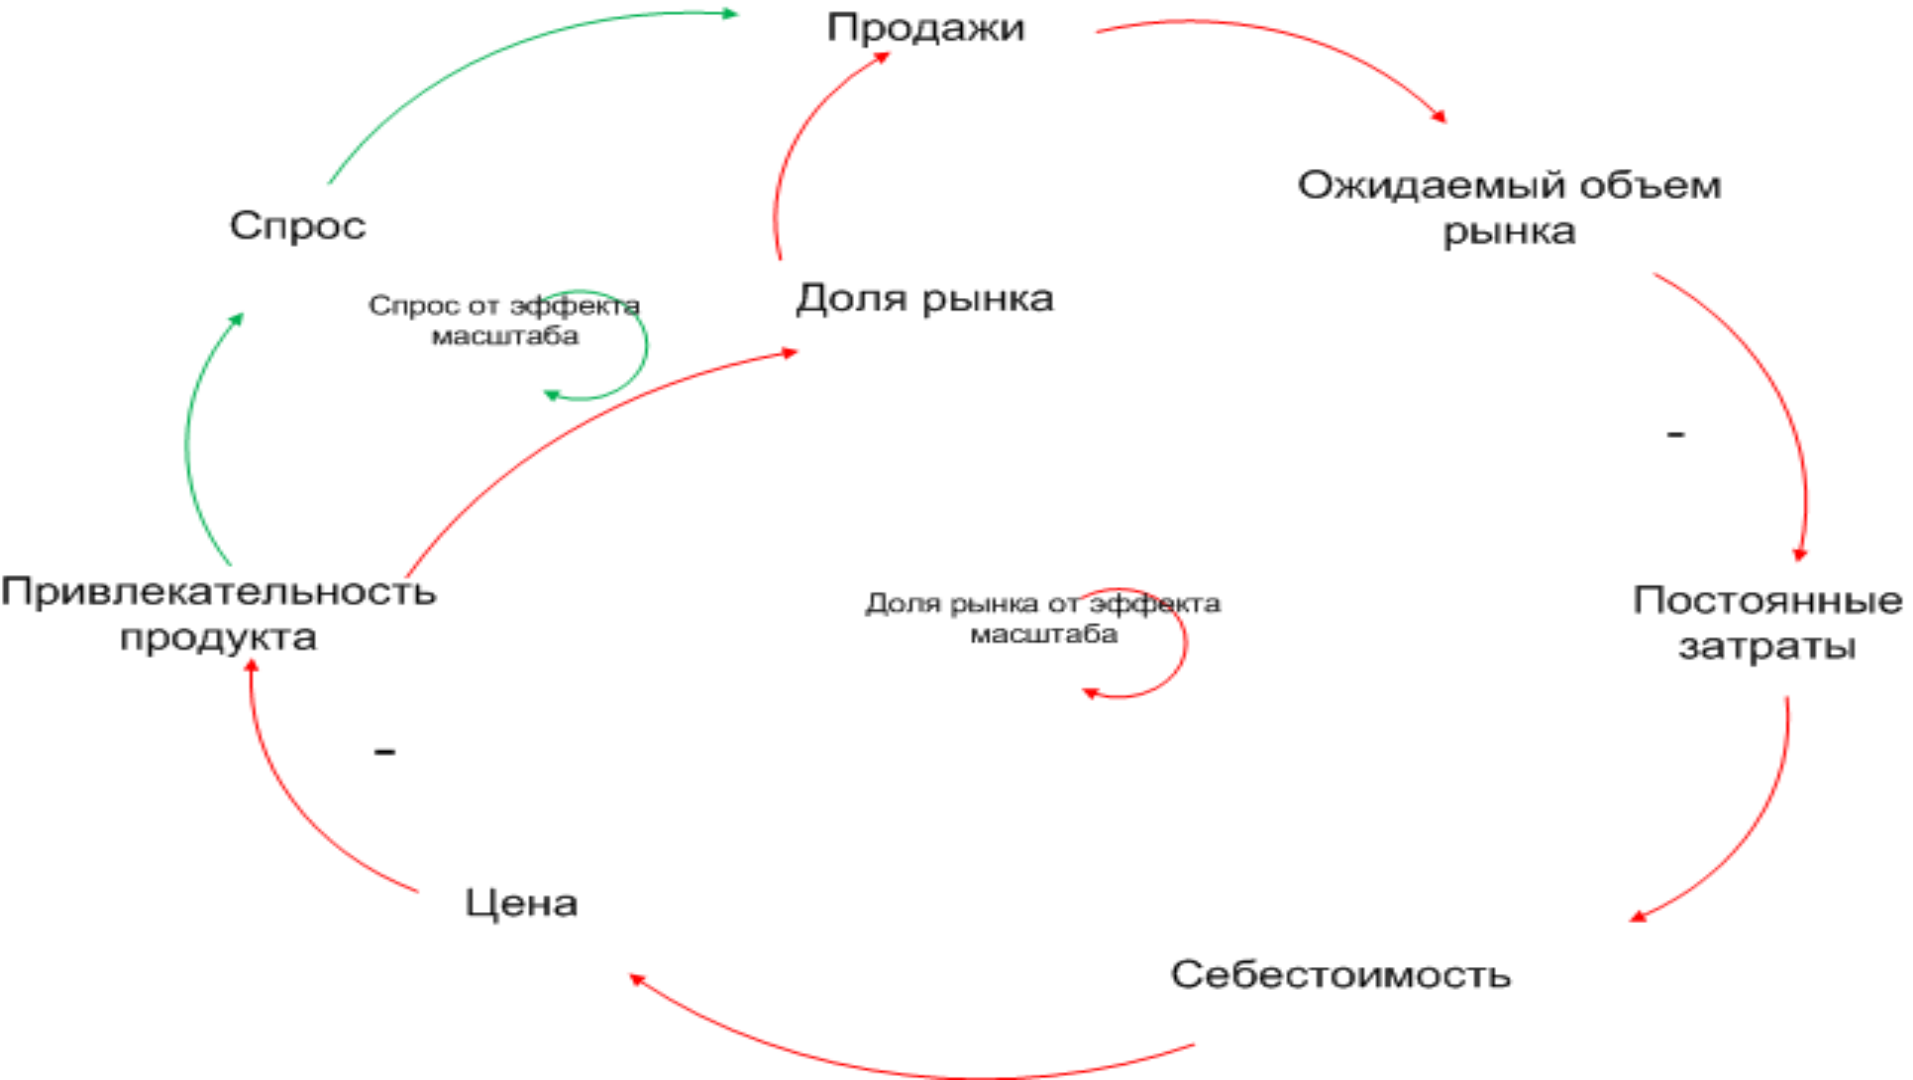 Продажи
Ожидаемый объем
рынка
Спрос
Спрос от эффекта
масштаба
Доля рынка
-
Привлекательность
продукта
Доля рынка от эффекта
масштаба
Постоянные
затраты
-
Цена
Себестоимость